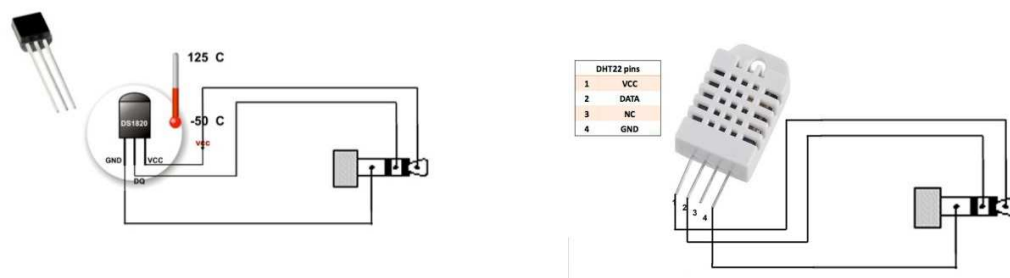 125 C
DS1820
-50 C
vcc
GND
VCC
DQ
DHT22 pins
1 VCC
2 DATA
3 NC
4 GND
1
2
3
4